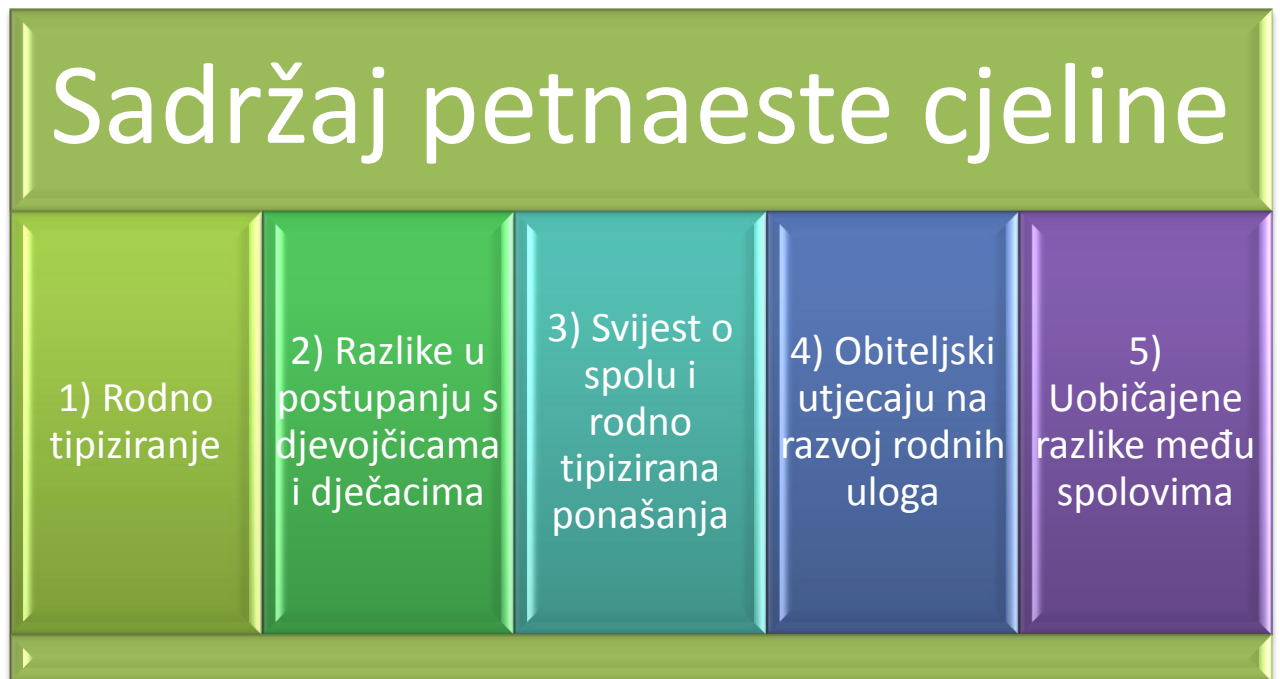 Sadržaj petnaeste cjeline
1) Rodno
tipiziranje
2) Razlike u
postupanju s
djevojčicama
i dječacima
3) Svijest o
spolu i
rodno
tipizirana
ponašanja
4) Obiteljski
utjecaju na
razvoj rodnih
uloga
5)
Uobičajene
razlike među
spolovima